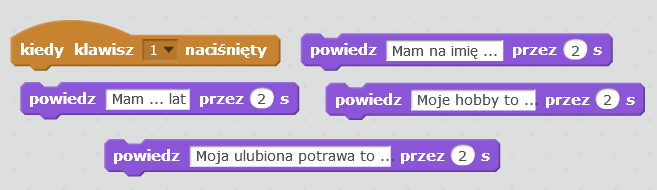 kiedy klawisz 1 naciśnięty
powiedz Mam na imię ... przez 2 s
powiedz Mam ... lat przez 2 s
powiedz Moje hobby to ... przez 2 s
powiedz Moja ulubiona potrawa to ... przez 2 s